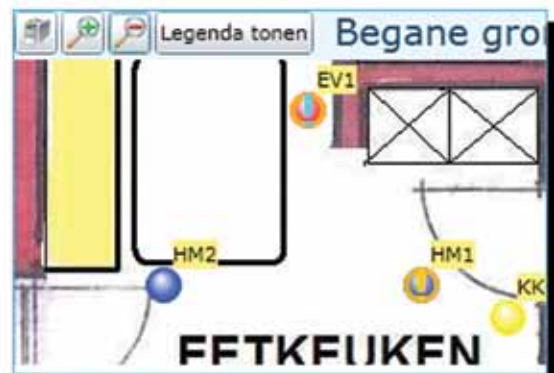 Legenda tonen Begane gro
EV1
HM2 HM1
KK
EETKEUKEN